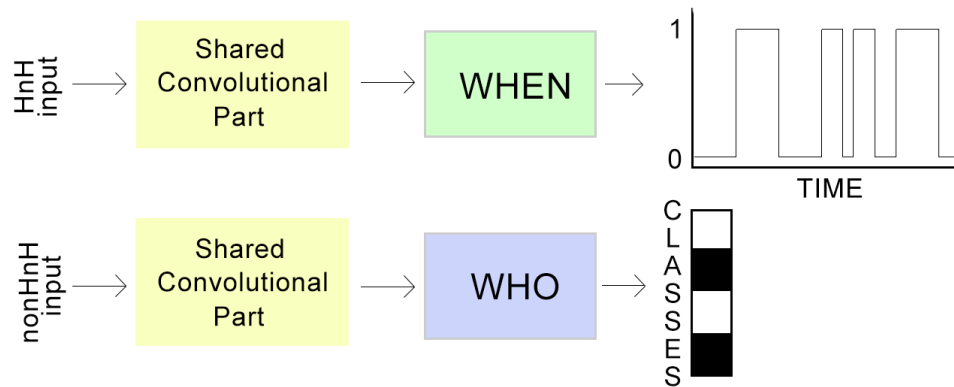 HnH
input
Shared
Convolutional
Part
WHEN
1
0
TIME
nonHnH
input
Shared
Convolutional
Part
WHO
C
L
A
S
S
E
S